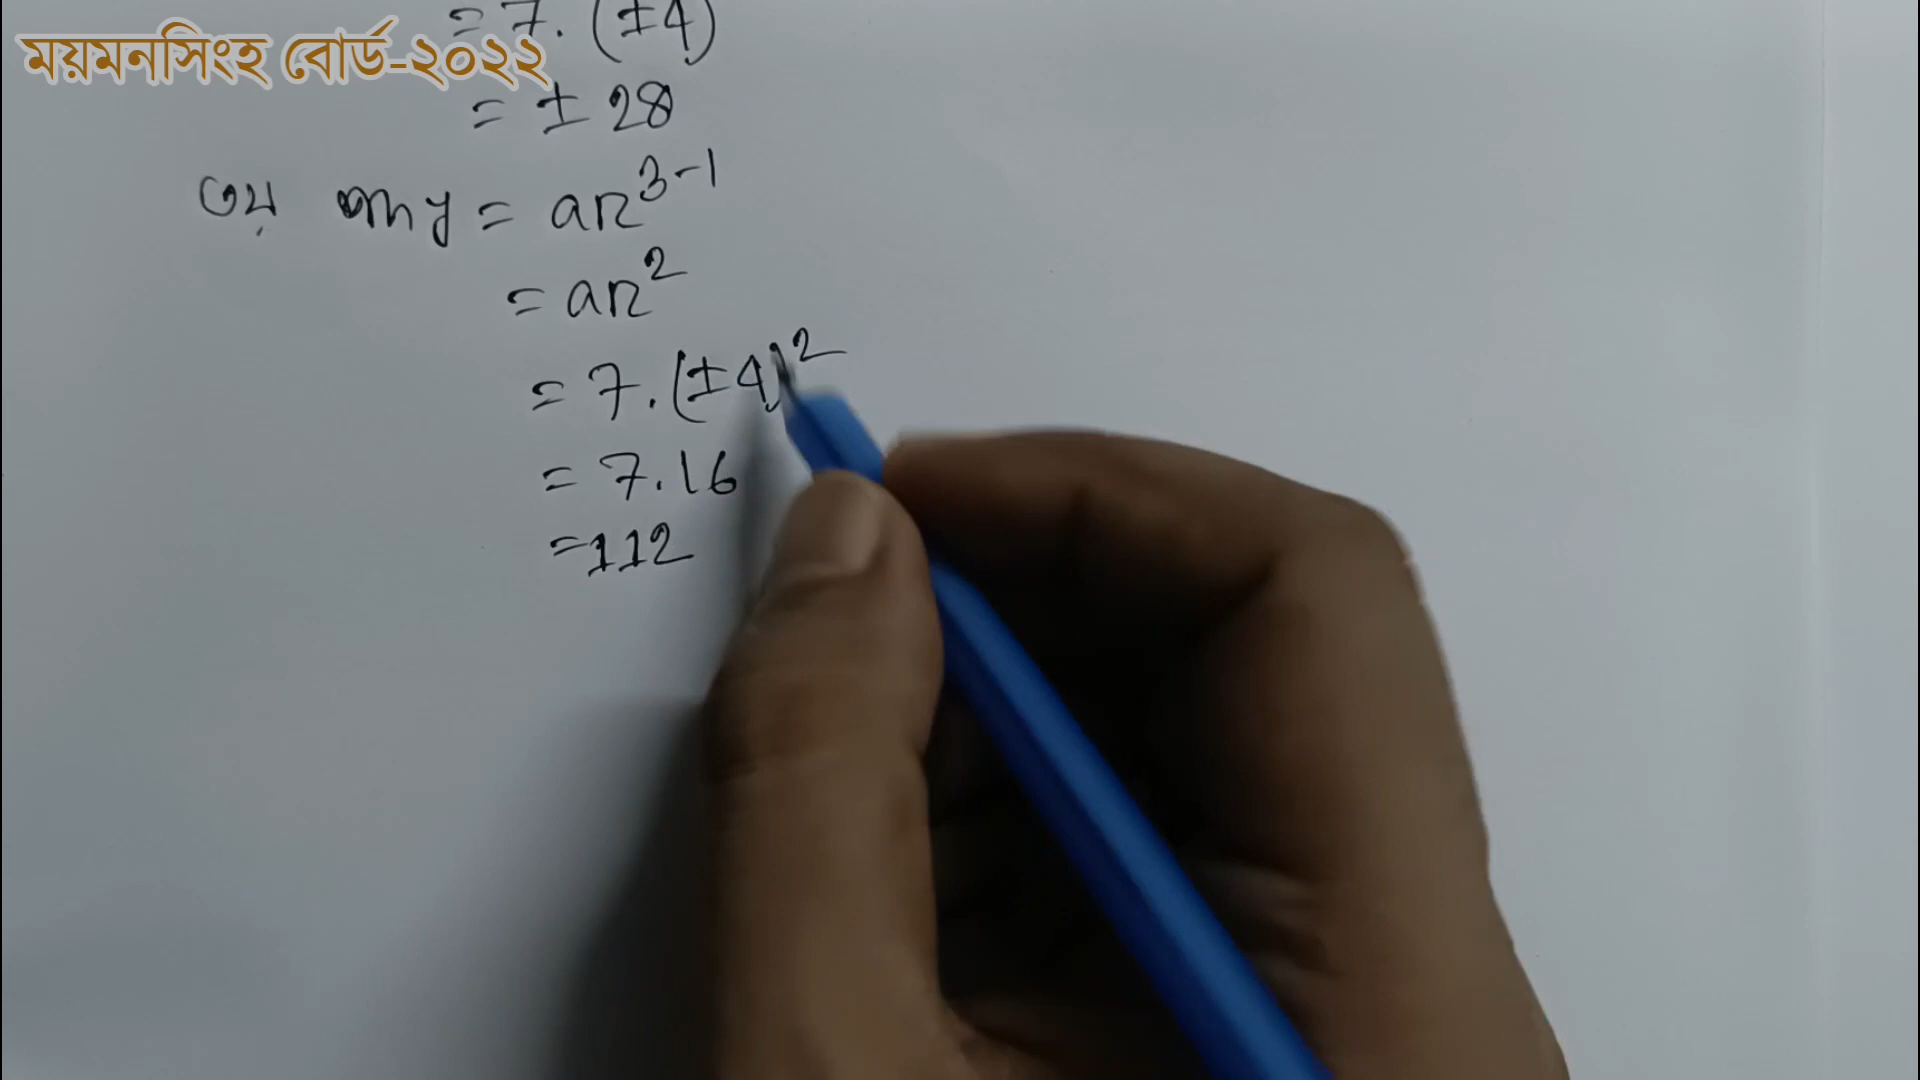 = 7. (±4)
ময়মনসিংহ বোর্ড-২০২২
= ± 28
৩য় পদ = ar^3-1
= ar^2
= 7. (±4)^2
= 7.16
=112